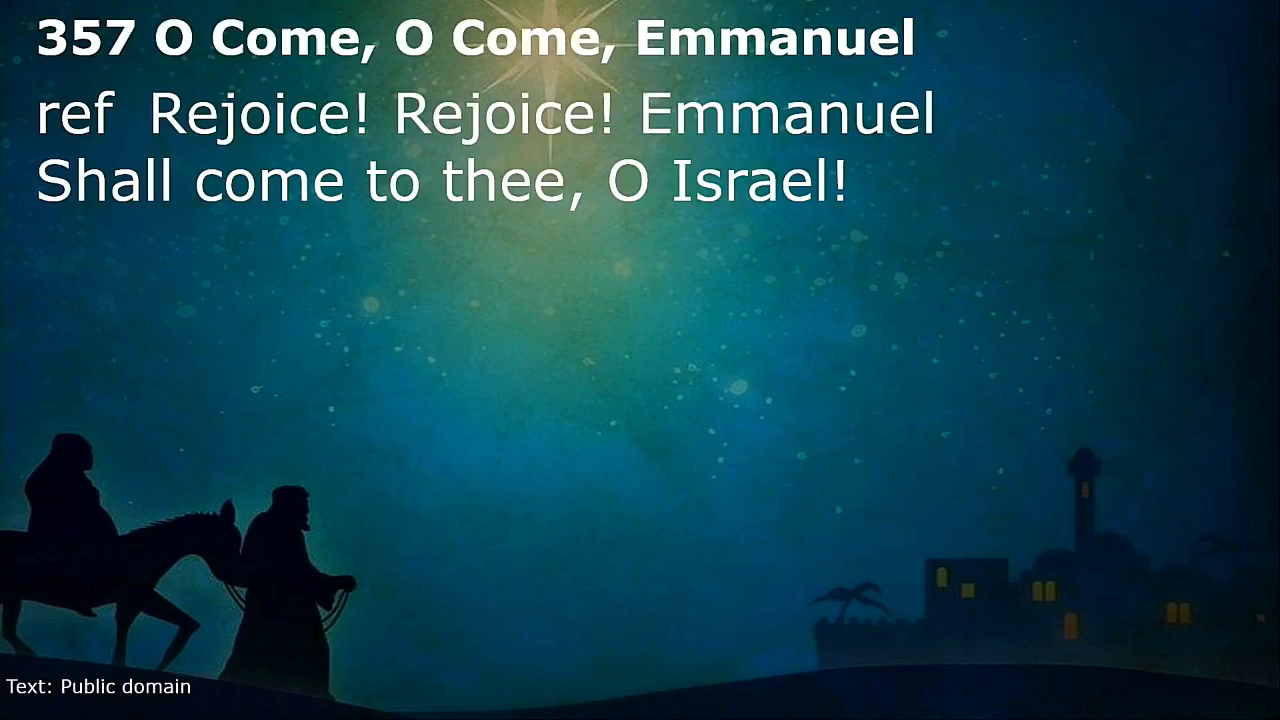 357 O Come, O Come, Emmanuel
ref  Rejoice! Rejoice! Emmanuel
Shall come to thee, O Israel!
Text: Public domain